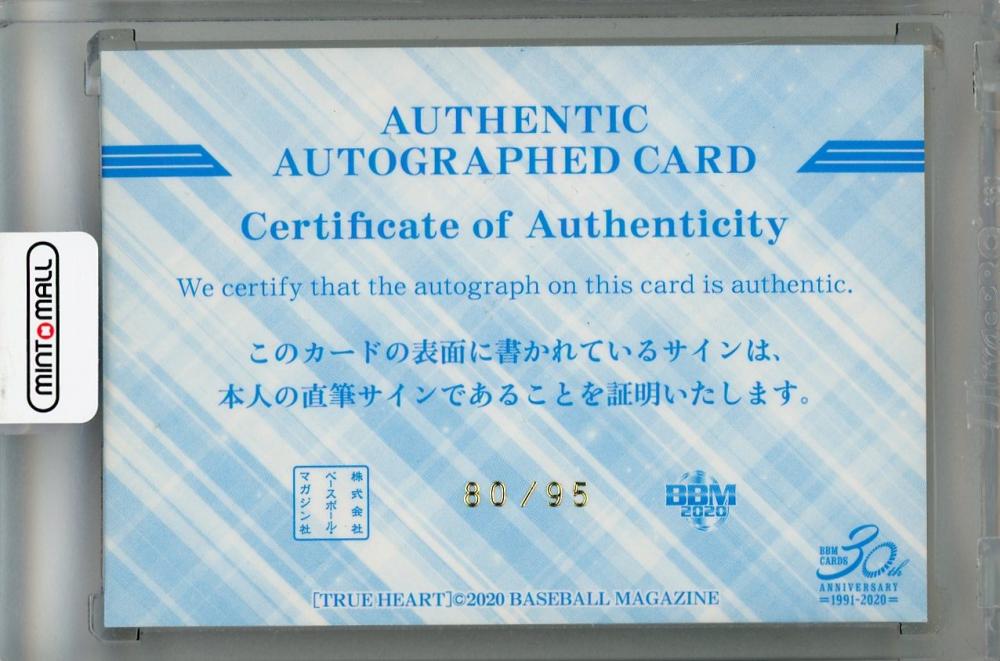 AUTHENTIC
AUTOGRAPHED CARD
Certificate of Authenticity
We certify that the autograph on this card is authentic.
このカードの表面に書かれているサインは、
本人の直筆サインであることを証明いたします。
MINT MALL
株式会社
ベースボール・
マガジン社
80/95
BBM
2020
BBM
CARDS
30th
ANNIVERSARY
=1991-2020=
[TRUE HEART]©2020 BASEBALL MAGAZINE